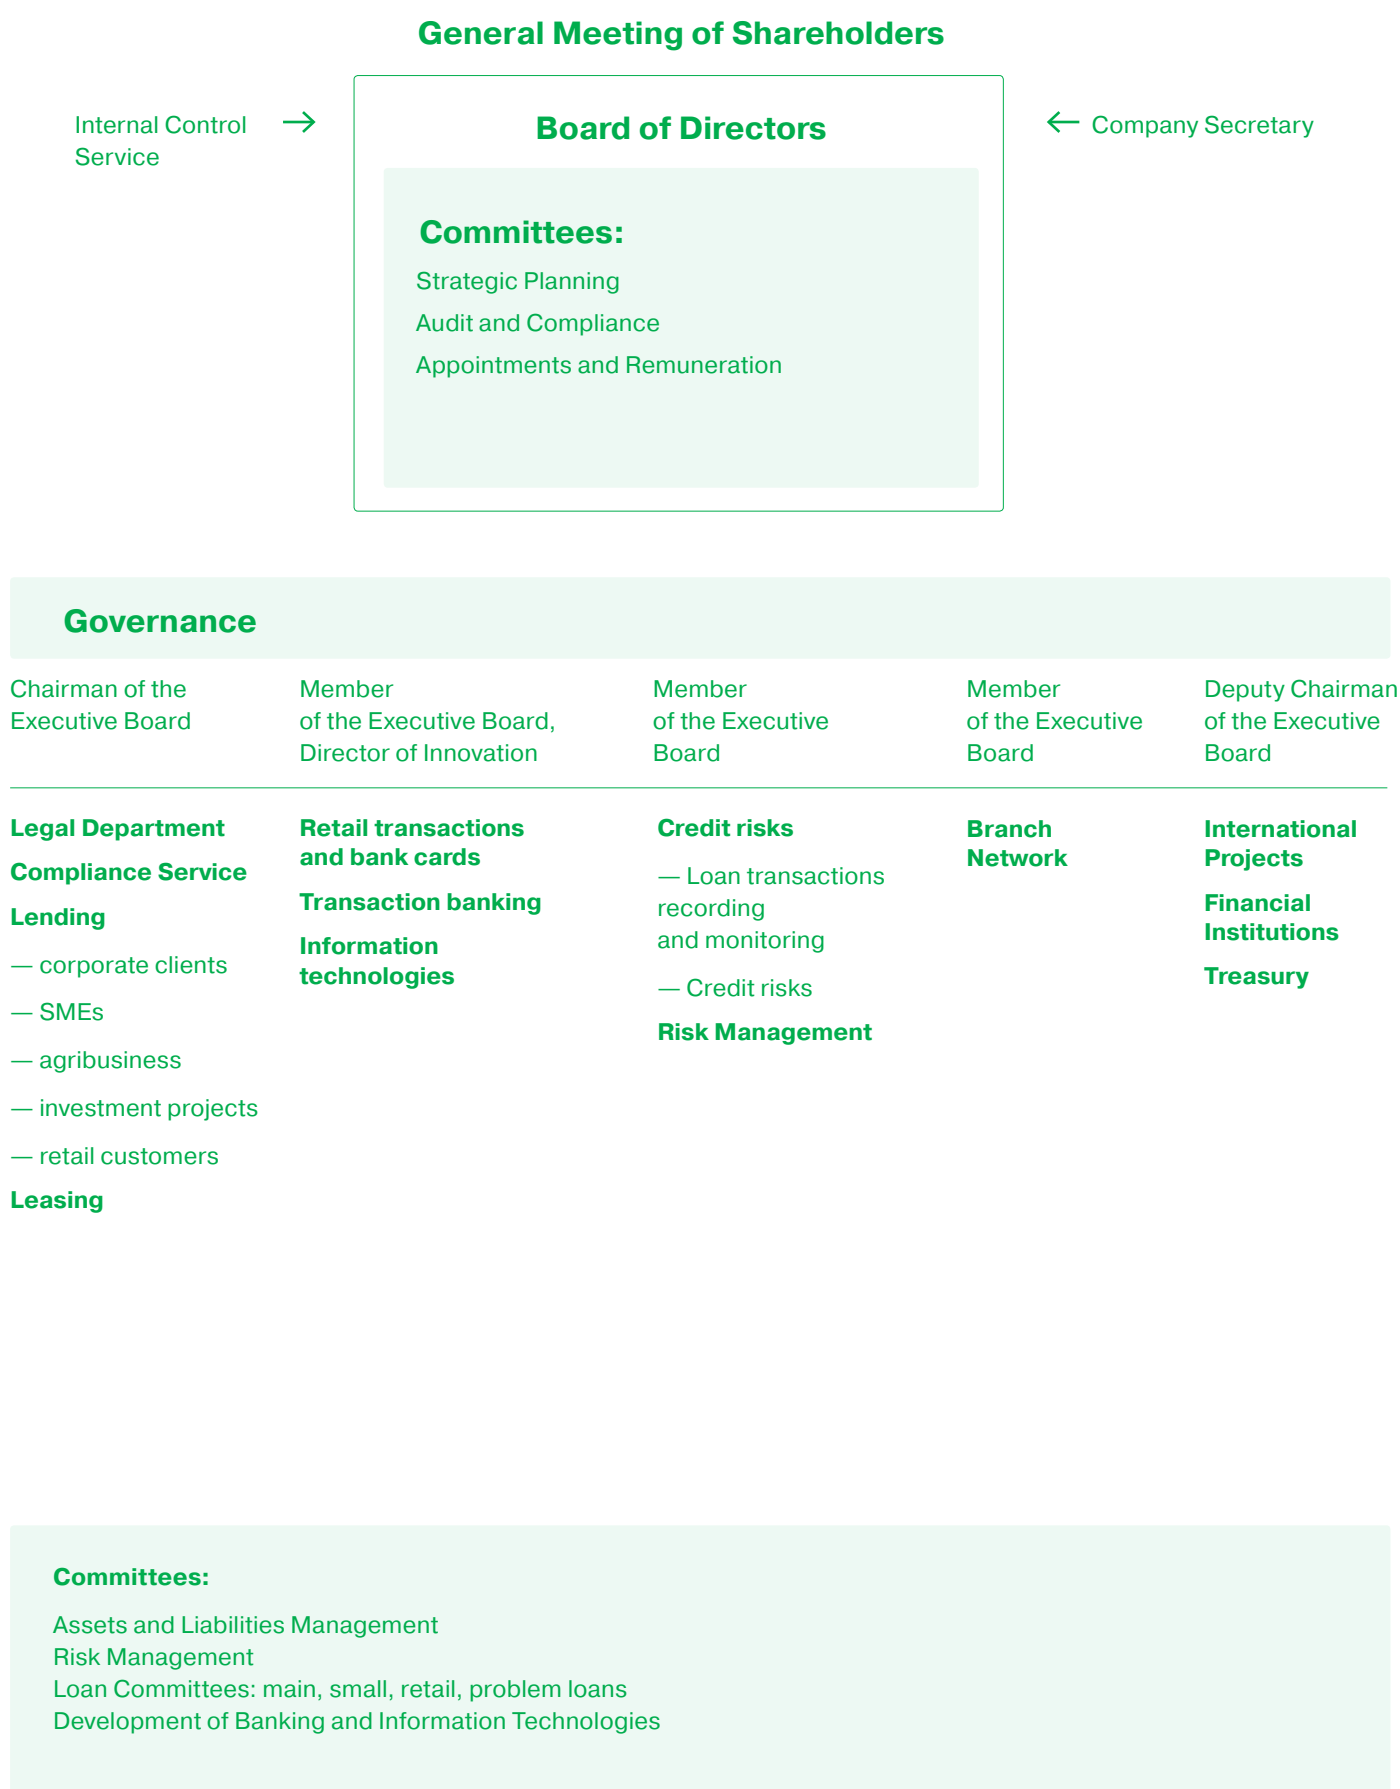 General Meeting of Shareholders
Internal Control
Service
Board of Directors
Company Secretary
Committees:
Strategic Planning
Audit and Compliance
Appointments and Remuneration
Governance
Chairman of the
Executive Board
Member
of the Executive Board,
Director of Innovation
Member
of the Executive
Board
Member
of the Executive
Board
Deputy Chairman
of the Executive
Board
Legal Department
Compliance Service
Lending
— corporate clients
— SMEs
— agribusiness
— investment projects
— retail customers
Leasing
Retail transactions
and bank cards
Transaction banking
Information
technologies
Credit risks
— Loan transactions
recording
and monitoring
— Credit risks
Risk Management
Branch
Network
International
Projects
Financial
Institutions
Treasury
Committees:
Assets and Liabilities Management
Risk Management
Loan Committees: main, small, retail, problem loans
Development of Banking and Information Technologies